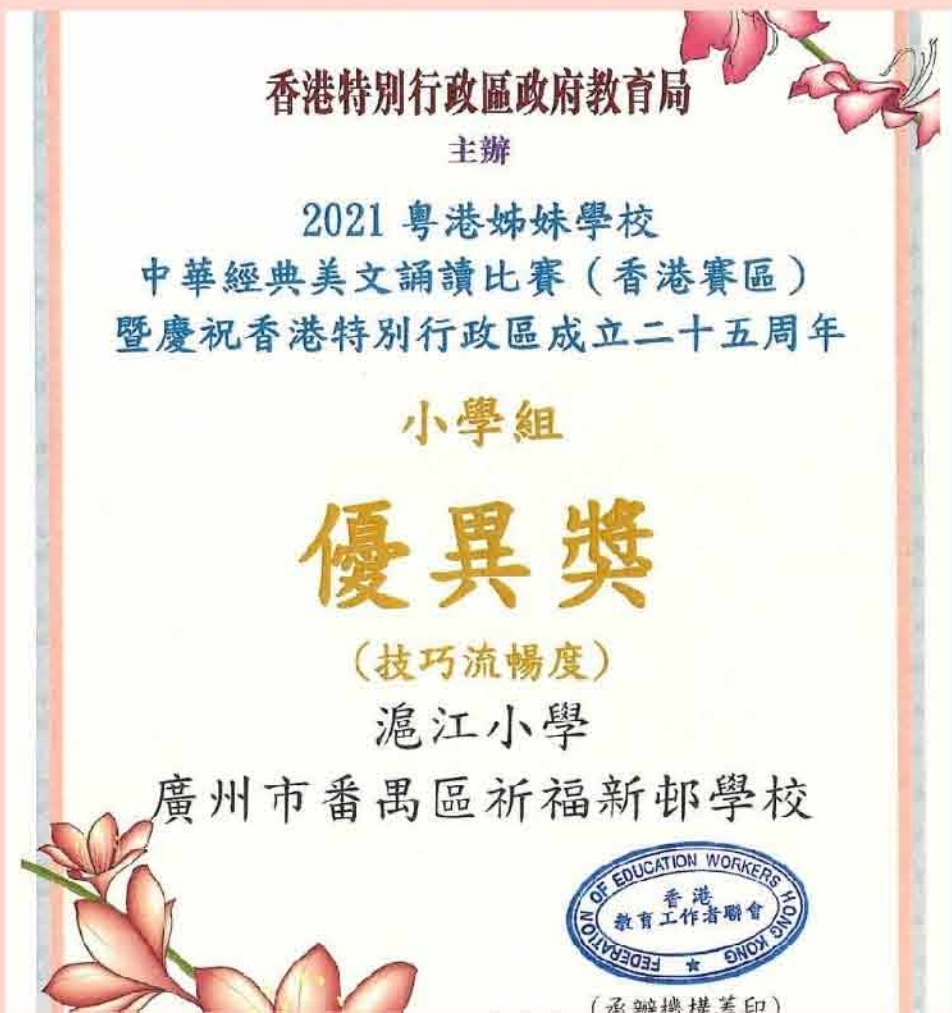 香港特別行政區政府教育局
主辦
2021 粵港姊妹學校
中華經典美文誦讀比賽（香港賽區）
暨慶祝香港特別行政區成立二十五周年
小學組
優異獎
（技巧流暢度）
滬江小學
廣州市番禺區祈福新邨學校
FEDERATION OF EDUCATION WORKERS HONG KONG
香港
教育工作者聯會
（承辦機構蓋印）